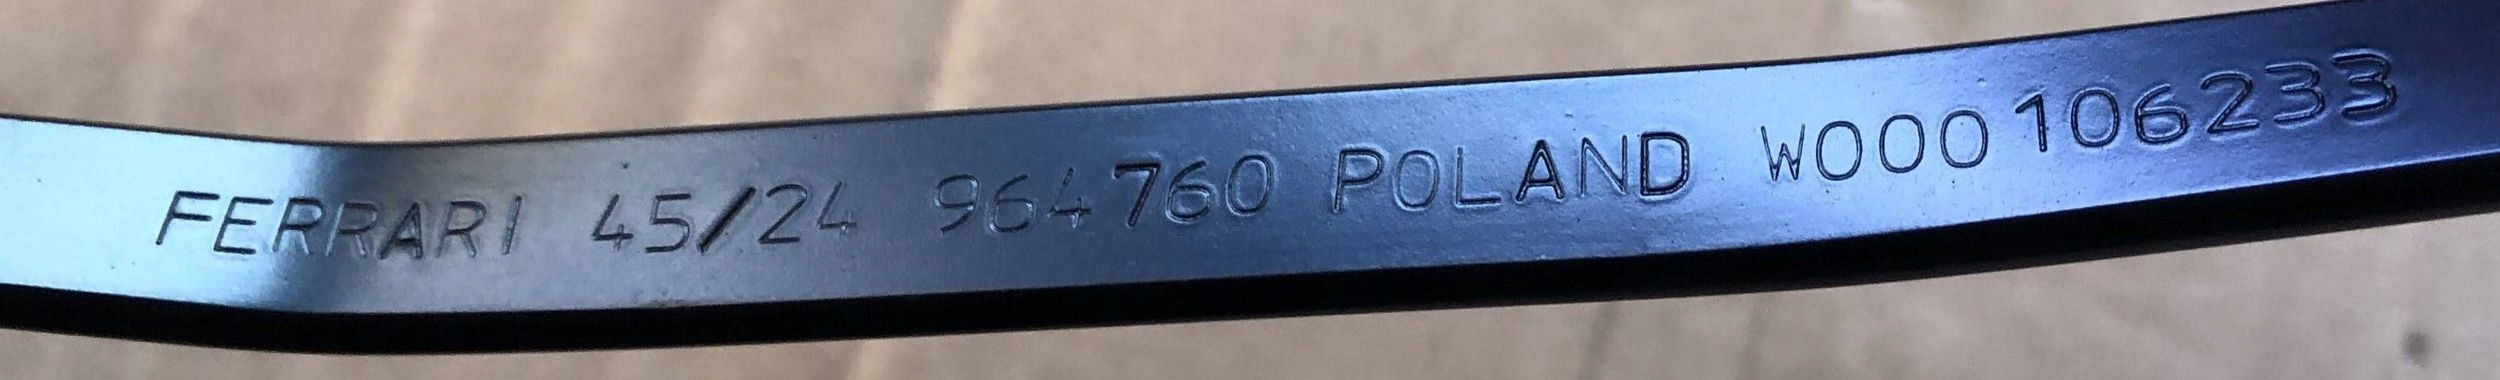 FERRARI 45/24 964760 POLAND W000106233